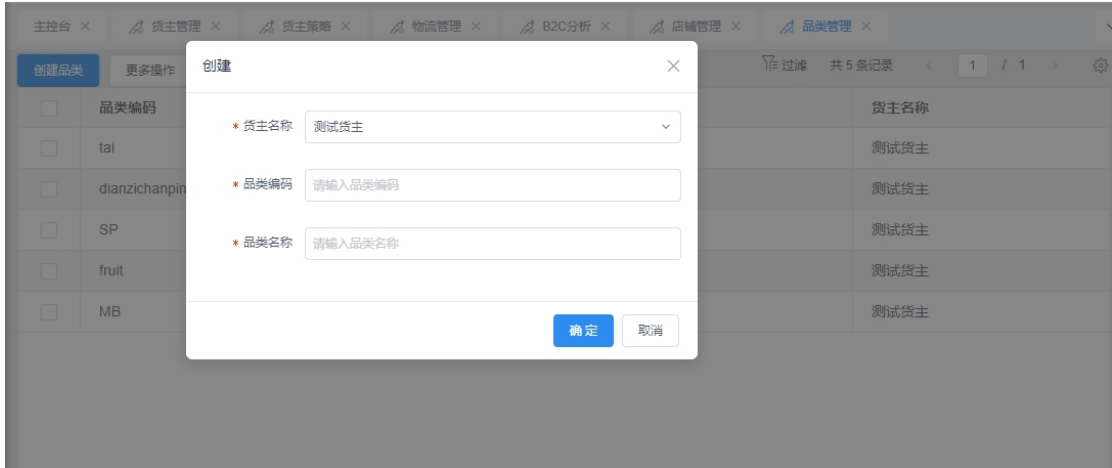 主控台 × 货主管理 × 货主策略 × 物流管理 × B2C分析 × 店铺管理 × 品类管理 ×
创建品类 更多操作 过滤 共 5 条记录 < 1 / 1 >
创建 ×
品类编码 货主名称
* 货主名称 测试货主
tai 测试货主
* 品类编码 请输入品类编码
dianzichanpin 测试货主
* 品类名称 请输入品类名称
SP 测试货主
fruit 测试货主
MB 测试货主
确定 取消